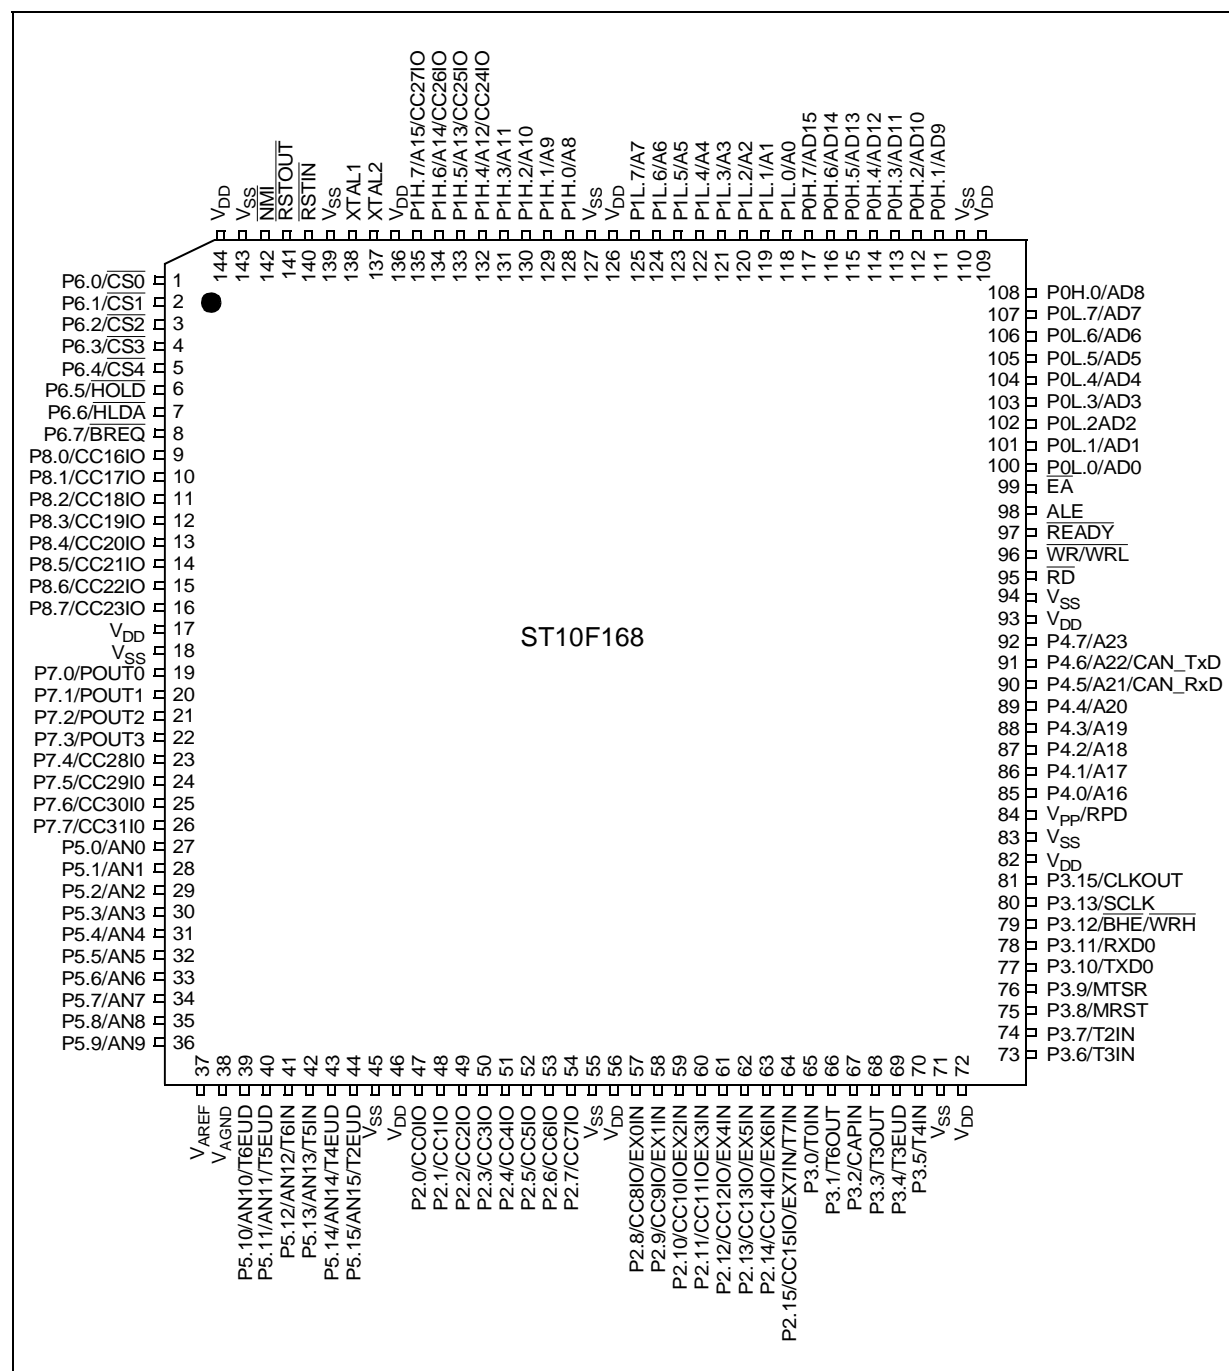 V_DD
V_SS
NMI
RSTOUT
RSTIN
V_SS
XTAL1
XTAL2
V_DD
P1H.7/A15/CC27IO
P1H.6/A14/CC26IO
P1H.5/A13/CC25IO
P1H.4/A12/CC24IO
P1H.3/A11
P1H.2/A10
P1H.1/A9
P1H.0/A8
V_SS
V_DD
P1L.7/A7
P1L.6/A6
P1L.5/A5
P1L.4/A4
P1L.3/A3
P1L.2/A2
P1L.1/A1
P1L.0/A0
P0H.7/AD15
P0H.6/AD14
P0H.5/AD13
P0H.4/AD12
P0H.3/AD11
P0H.2/AD10
P0H.1/AD9
V_SS
V_DD
144
143
142
141
140
139
138
137
136
135
134
133
132
131
130
129
128
127
126
125
124
123
122
121
120
119
118
117
116
115
114
113
112
111
110
109
P6.0/CS0 1
P6.1/CS1 2
P6.2/CS2 3
P6.3/CS3 4
P6.4/CS4 5
P6.5/HOLD 6
P6.6/HLDA 7
P6.7/BREQ 8
P8.0/CC16IO 9
P8.1/CC17IO 10
P8.2/CC18IO 11
P8.3/CC19IO 12
P8.4/CC20IO 13
P8.5/CC21IO 14
P8.6/CC22IO 15
P8.7/CC23IO 16
V_DD 17
V_SS 18
P7.0/POUT0 19
P7.1/POUT1 20
P7.2/POUT2 21
P7.3/POUT3 22
P7.4/CC28I0 23
P7.5/CC29I0 24
P7.6/CC30I0 25
P7.7/CC31I0 26
P5.0/AN0 27
P5.1/AN1 28
P5.2/AN2 29
P5.3/AN3 30
P5.4/AN4 31
P5.5/AN5 32
P5.6/AN6 33
P5.7/AN7 34
P5.8/AN8 35
P5.9/AN9 36
ST10F168
108 P0H.0/AD8
107 P0L.7/AD7
106 P0L.6/AD6
105 P0L.5/AD5
104 P0L.4/AD4
103 P0L.3/AD3
102 P0L.2AD2
101 P0L.1/AD1
100 P0L.0/AD0
99 EA
98 ALE
97 READY
96 WR/WRL
95 RD
94 V_SS
93 V_DD
92 P4.7/A23
91 P4.6/A22/CAN_TxD
90 P4.5/A21/CAN_RxD
89 P4.4/A20
88 P4.3/A19
87 P4.2/A18
86 P4.1/A17
85 P4.0/A16
84 V_PP/RPD
83 V_SS
82 V_DD
81 P3.15/CLKOUT
80 P3.13/SCLK
79 P3.12/BHE/WRH
78 P3.11/RXD0
77 P3.10/TXD0
76 P3.9/MTSR
75 P3.8/MRST
74 P3.7/T2IN
73 P3.6/T3IN
37
38
39
40
41
42
43
44
45
46
47
48
49
50
51
52
53
54
55
56
57
58
59
60
61
62
63
64
65
66
67
68
69
70
71
72
V_AREF
V_AGND
P5.10/AN10/T6EUD
P5.11/AN11/T5EUD
P5.12/AN12/T6IN
P5.13/AN13/T5IN
P5.14/AN14/T4EUD
P5.15/AN15/T2EUD
V_SS
V_DD
P2.0/CC0IO
P2.1/CC1IO
P2.2/CC2IO
P2.3/CC3IO
P2.4/CC4IO
P2.5/CC5IO
P2.6/CC6IO
P2.7/CC7IO
V_SS
V_DD
P2.8/CC8IO/EX0IN
P2.9/CC9IO/EX1IN
P2.10/CC10IOEX2IN
P2.11/CC11IOEX3IN
P2.12/CC12IO/EX4IN
P2.13/CC13IO/EX5IN
P2.14/CC14IO/EX6IN
P2.15/CC15IO/EX7IN/T7IN
P3.0/T0IN
P3.1/T6OUT
P3.2/CAPIN
P3.3/T3OUT
P3.4/T3EUD
P3.5/T4IN
V_SS
V_DD